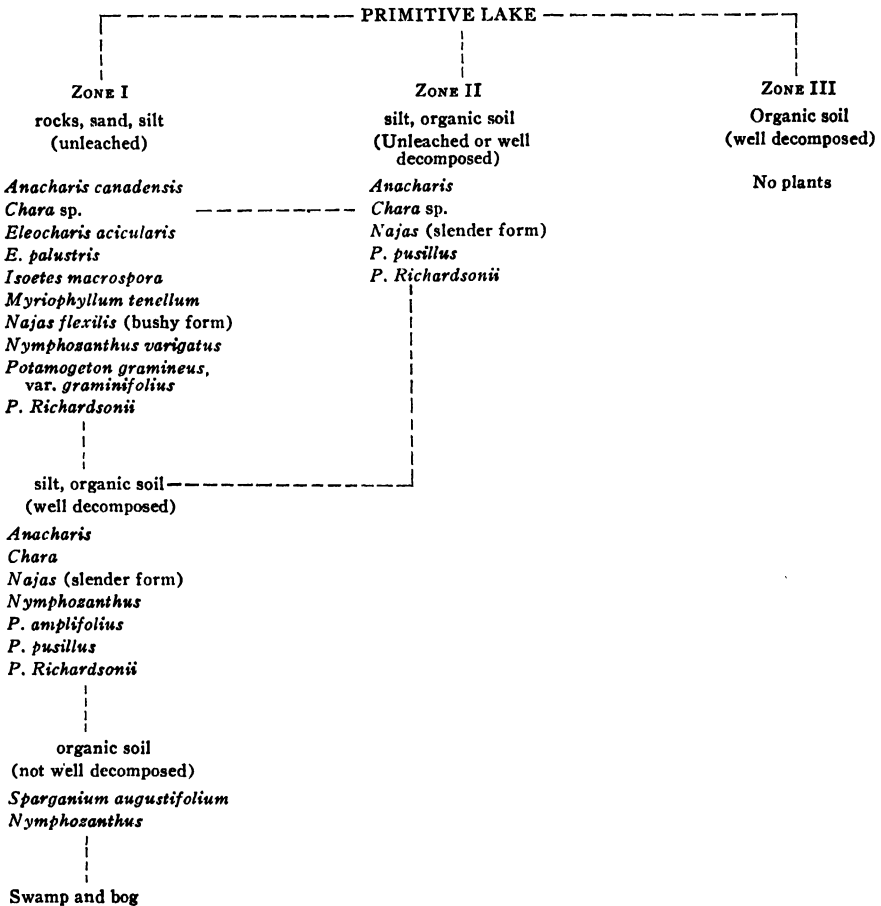 PRIMITIVE LAKE
ZONE I
rocks, sand, silt
(unleached)
Anacharis canadensis
Chara sp.
Eleocharis acicularis
E. palustris
Isoetes macrospora
Myriophyllum tenellum
Najas flexilis (bushy form)
Nymphozanthus varigatus
Potamogeton gramineus,
var. graminifolius
P. Richardsonii
ZONE II
silt, organic soil
(Unleached or well
decomposed)
Anacharis
Chara sp.
Najas (slender form)
P. pusillus
P. Richardsonii
ZONE III
Organic soil
(well decomposed)
No plants
silt, organic soil
(well decomposed)
Anacharis
Chara
Najas (slender form)
Nymphozanthus
P. amplifolius
P. pusillus
P. Richardsonii
organic soil
(not well decomposed)
Sparganium augustifolium
Nymphozanthus
Swamp and bog